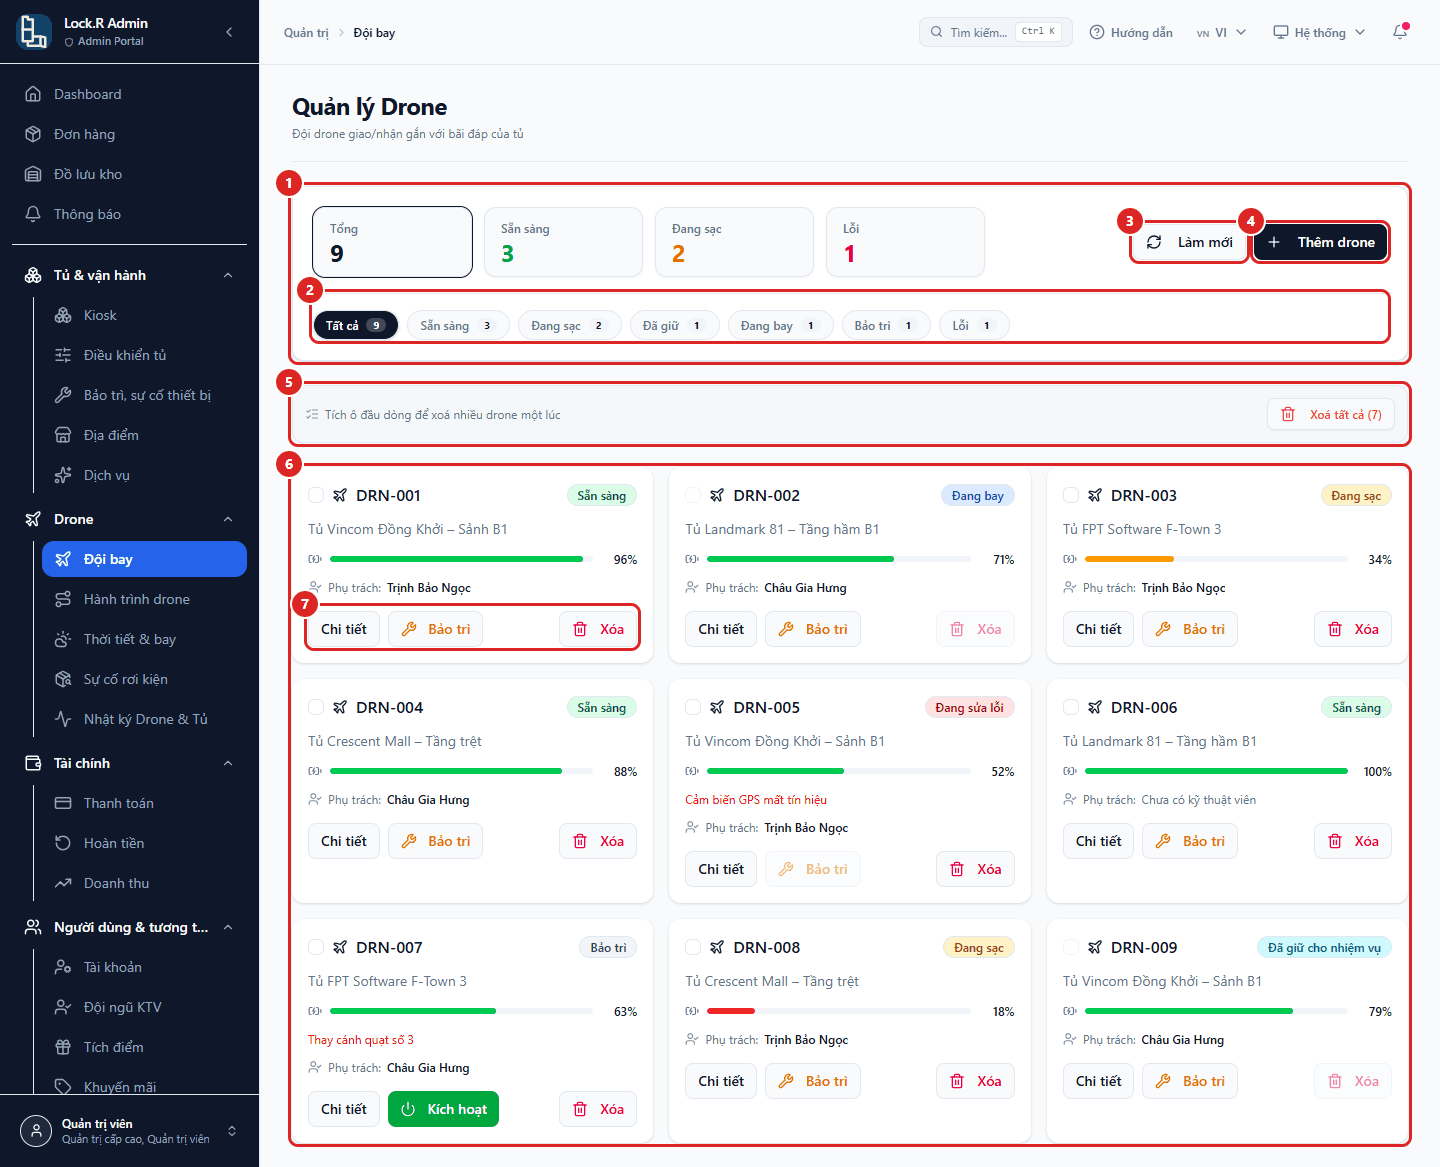 Lock.R Admin
Admin Portal
Dashboard
Đơn hàng
Đồ lưu kho
Thông báo
Tủ & vận hành
Kiosk
Điều khiển tủ
Bảo trì, sự cố thiết bị
Địa điểm
Dịch vụ
Drone
Đội bay
Hành trình drone
Thời tiết & bay
Sự cố rơi kiện
Nhật ký Drone & Tủ
Tài chính
Thanh toán
Hoàn tiền
Doanh thu
Người dùng & tương t...
Tài khoản
Đội ngũ KTV
Tích điểm
Khuyến mãi
Quản trị viên
Quản trị cấp cao, Quản trị viên
Quản trị > Đội bay
Tìm kiếm... Ctrl K
Hướng dẫn
VN VI
Hệ thống
Quản lý Drone
Đội drone giao/nhận gắn với bãi đáp của tủ
1
Tổng
9
Sẵn sàng
3
Đang sạc
2
Lỗi
1
3
Làm mới
4
Thêm drone
2
Tất cả 9
Sẵn sàng 3
Đang sạc 2
Đã giữ 1
Đang bay 1
Bảo trì 1
Lỗi 1
5
Tích ô đầu dòng để xoá nhiều drone một lúc
Xoá tất cả (7)
6
DRN-001 Sẵn sàng
Tủ Vincom Đồng Khởi – Sảnh B1
96%
Phụ trách: Trịnh Bảo Ngọc
7
Chi tiết Bảo trì Xóa
DRN-002 Đang bay
Tủ Landmark 81 – Tầng hầm B1
71%
Phụ trách: Châu Gia Hưng
Chi tiết Bảo trì Xóa
DRN-003 Đang sạc
Tủ FPT Software F-Town 3
34%
Phụ trách: Trịnh Bảo Ngọc
Chi tiết Bảo trì Xóa
DRN-004 Sẵn sàng
Tủ Crescent Mall – Tầng trệt
88%
Phụ trách: Châu Gia Hưng
Chi tiết Bảo trì Xóa
DRN-005 Đang sửa lỗi
Tủ Vincom Đồng Khởi – Sảnh B1
52%
Cảm biến GPS mất tín hiệu
Phụ trách: Trịnh Bảo Ngọc
Chi tiết Bảo trì Xóa
DRN-006 Sẵn sàng
Tủ Landmark 81 – Tầng hầm B1
100%
Phụ trách: Chưa có kỹ thuật viên
Chi tiết Bảo trì Xóa
DRN-007 Bảo trì
Tủ FPT Software F-Town 3
63%
Thay cánh quạt số 3
Phụ trách: Châu Gia Hưng
Chi tiết Kích hoạt Xóa
DRN-008 Đang sạc
Tủ Crescent Mall – Tầng trệt
18%
Phụ trách: Trịnh Bảo Ngọc
Chi tiết Bảo trì Xóa
DRN-009 Đã giữ cho nhiệm vụ
Tủ Vincom Đồng Khởi – Sảnh B1
79%
Phụ trách: Châu Gia Hưng
Chi tiết Bảo trì Xóa